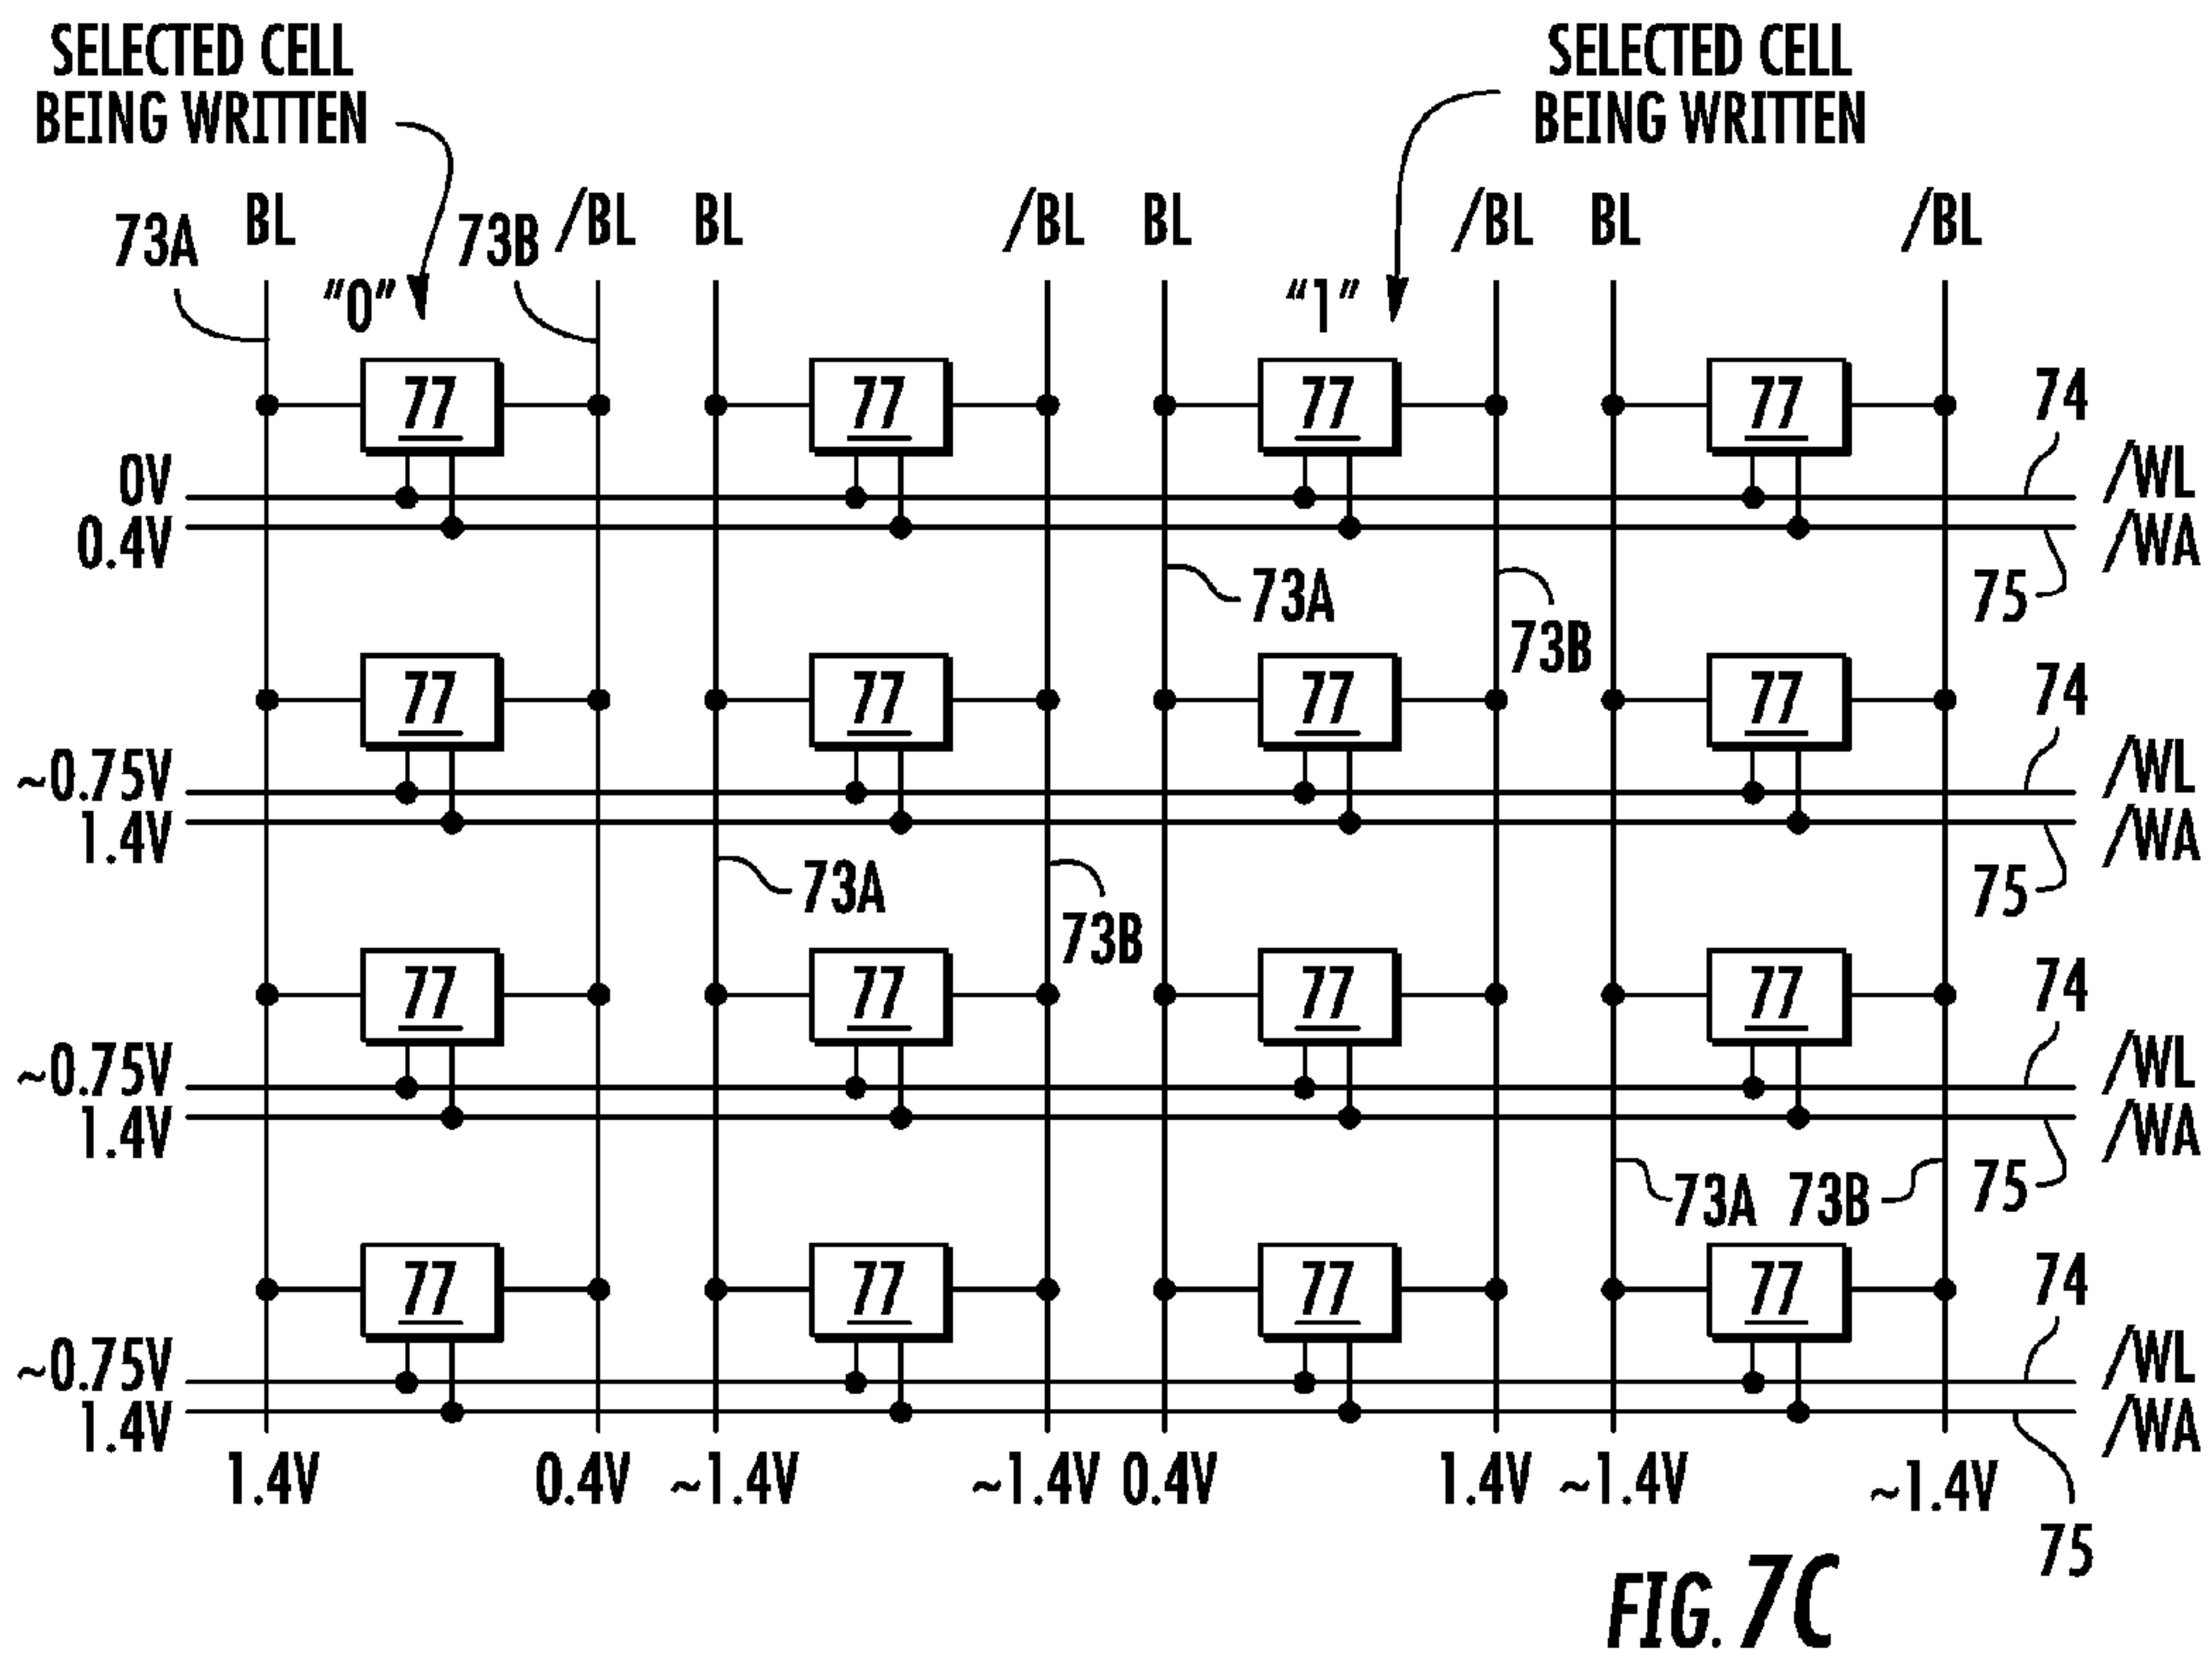 SELECTED CELL
BEING WRITTEN
SELECTED CELL
BEING WRITTEN
73A BL 73B /BL BL /BL BL /BL BL /BL
"0" "1"
77 77 77 77 74
0V /WL
0.4V /WA
73A 73B 75
77 77 77 77 74
~0.75V /WL
1.4V /WA
73A 73B 75
77 77 77 77 74
~0.75V /WL
1.4V /WA
73A 73B 75
77 77 77 77 74
~0.75V /WL
1.4V /WA
1.4V 0.4V ~1.4V ~1.4V 0.4V 1.4V ~1.4V ~1.4V
75
FIG. 7C